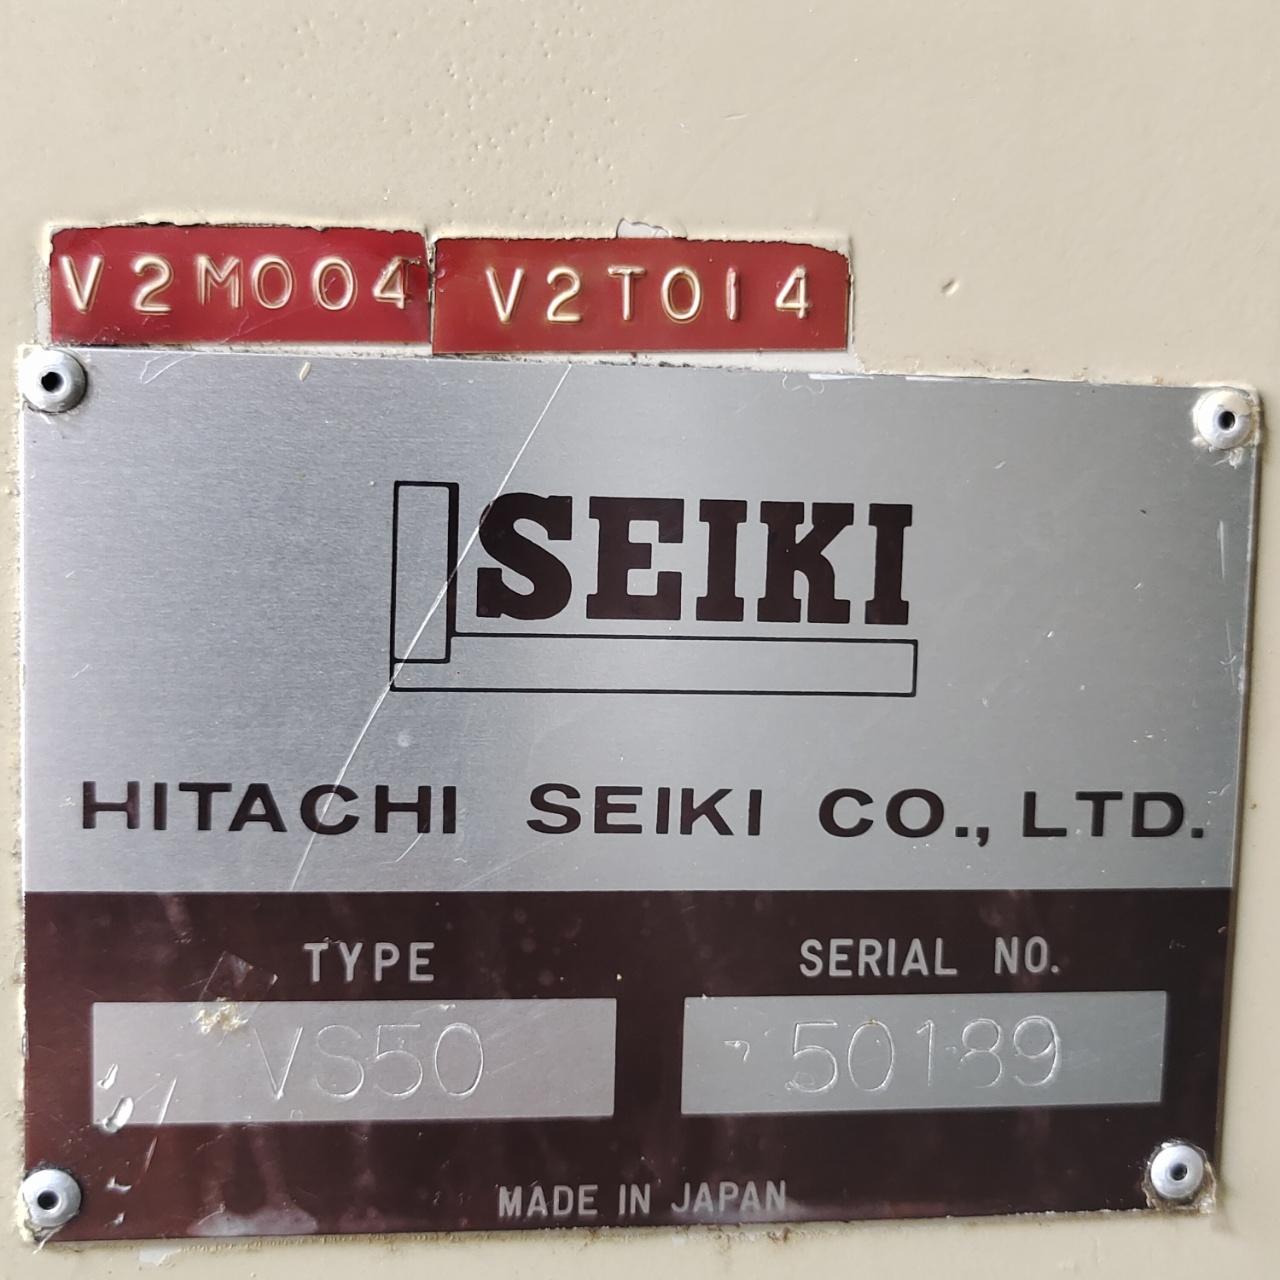 V2M004 V2T014
SEIKI
HITACHI SEIKI CO., LTD.
TYPE SERIAL NO.
VS50 50189
MADE IN JAPAN